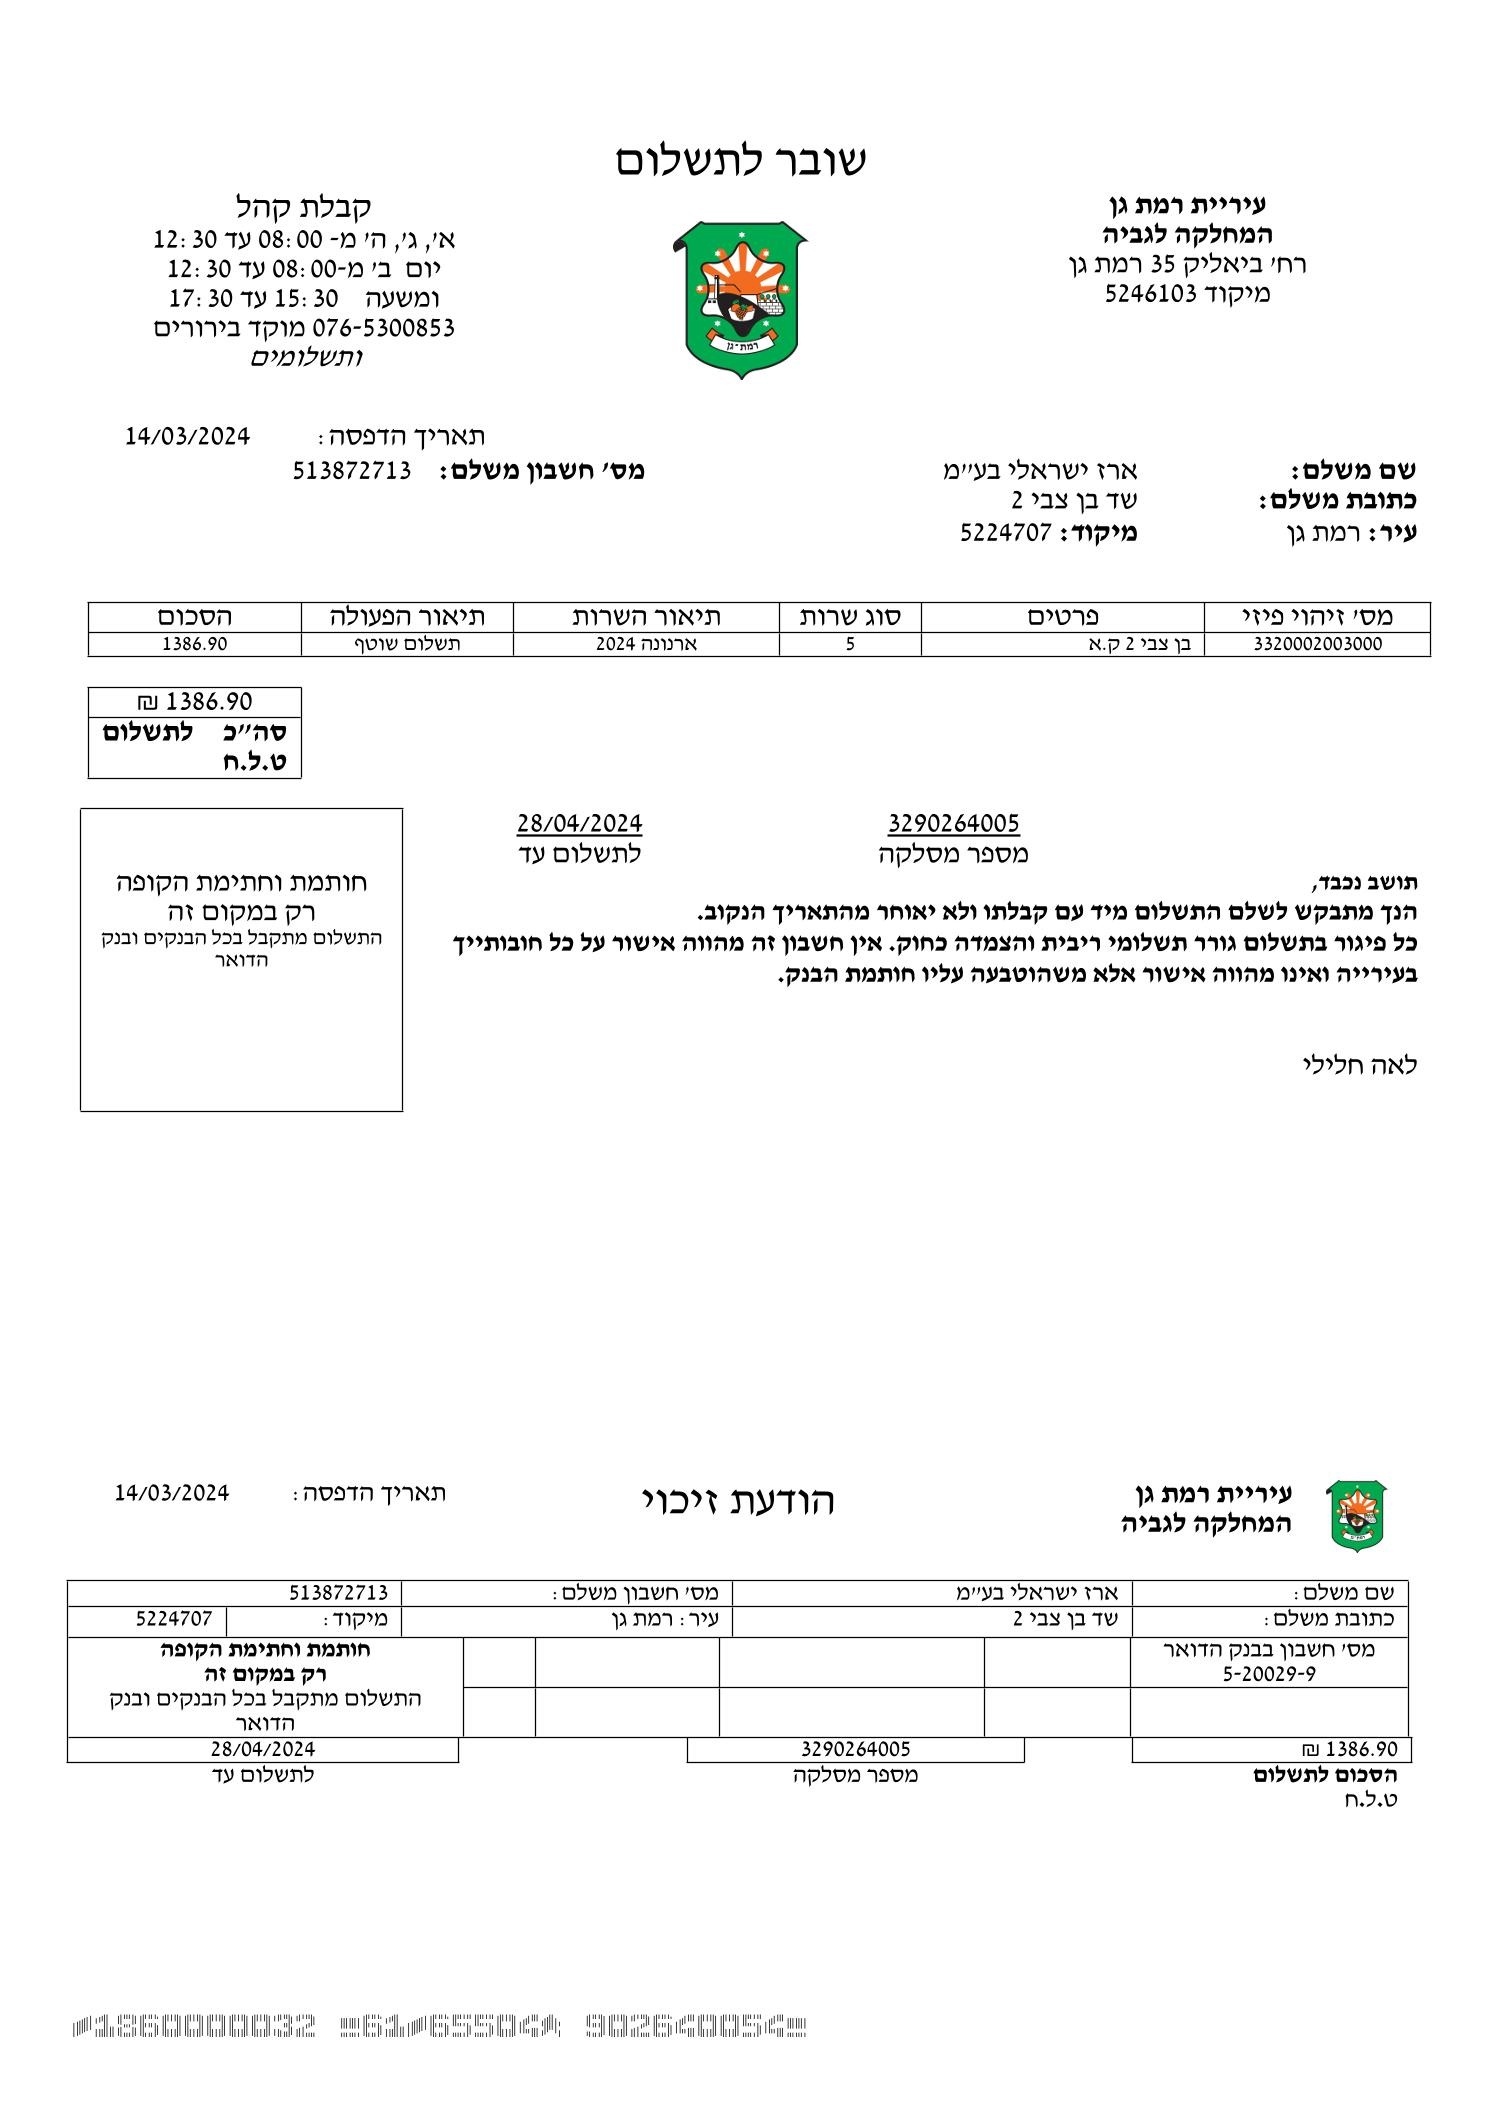 שובר לתשלום
עיריית רמת גן
המחלקה לגביה
רח׳ ביאליק 35 רמת גן
מיקוד 5246103
רמת-גן
קבלת קהל
א׳, ג׳, ה׳ מ- 08:00 עד 12:30
יום ב׳ מ-08:00 עד 12:30
ומשעה 15:30 עד 17:30
076-5300853 מוקד בירורים
ותשלומים
תאריך הדפסה: 14/03/2024
שם משלם: ארז ישראלי בע״מ מס׳ חשבון משלם: 513872713
כתובת משלם: שד בן צבי 2
עיר: רמת גן מיקוד: 5224707
מס׳ זיהוי פיזי פרטים סוג שרות תיאור השרות תיאור הפעולה הסכום
3320002003000 בן צבי 2 ק.א 5 ארנונה 2024 תשלום שוטף 1386.90
1386.90 ₪
סה״כ לתשלום
ט.ל.ח
3290264005 28/04/2024
מספר מסלקה לתשלום עד
תושב נכבד,
הנך מתבקש לשלם התשלום מיד עם קבלתו ולא יאוחר מהתאריך הנקוב.
כל פיגור בתשלום גורר תשלומי ריבית והצמדה כחוק. אין חשבון זה מהווה אישור על כל חובותייך
בעירייה ואינו מהווה אישור אלא משהוטבעה עליו חותמת הבנק.
לאה חלילי
חותמת וחתימת הקופה
רק במקום זה
התשלום מתקבל בכל הבנקים ובנק
הדואר
עיריית רמת גן
המחלקה לגביה
הודעת זיכוי
תאריך הדפסה: 14/03/2024
שם משלם: ארז ישראלי בע״מ מס׳ חשבון משלם: 513872713
כתובת משלם: שד בן צבי 2 עיר: רמת גן מיקוד: 5224707
מס׳ חשבון בבנק הדואר
5-20029-9
חותמת וחתימת הקופה
רק במקום זה
התשלום מתקבל בכל הבנקים ובנק
הדואר
1386.90 ₪ 3290264005 28/04/2024
הסכום לתשלום מספר מסלקה לתשלום עד
ט.ל.ח